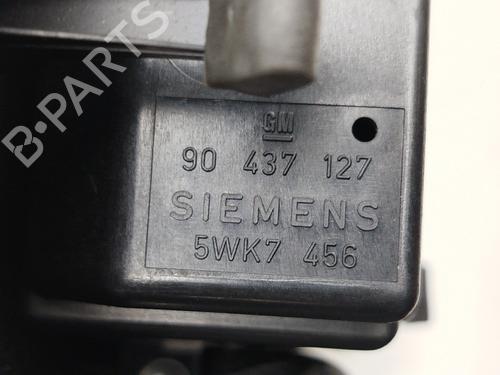 GM
90 437 127
SIEMENS
5WK7 456
B-PARTS